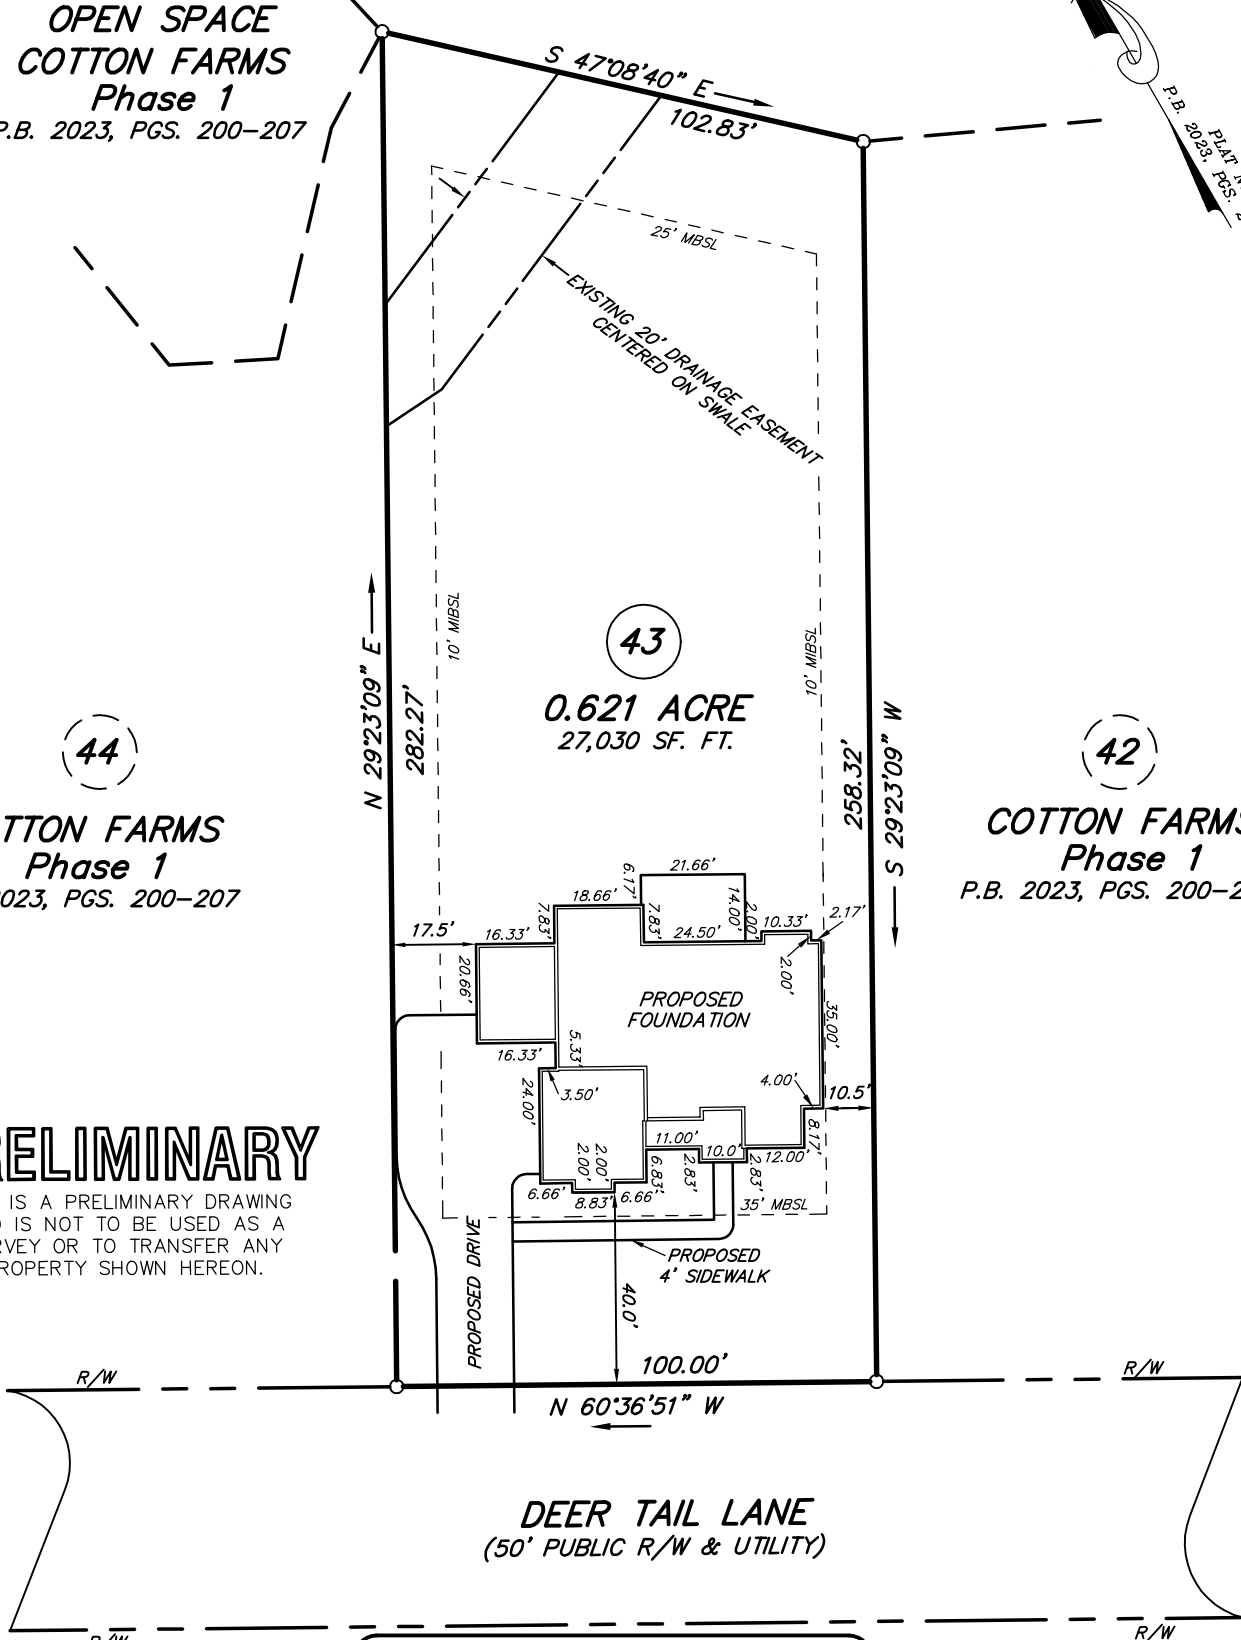 OPEN SPACE
COTTON FARMS
Phase 1
P.B. 2023, PGS. 200-207
S 47°08'40" E
102.83'
P.B. 2023, PGS.
PLAT
25' MBSL
EXISTING 20' DRAINAGE EASEMENT
CENTERED ON SWALE
10' MIBSL
10' MIBSL
N 29°23'09" E
282.27'
43
0.621 ACRE
27,030 SF. FT.
258.32'
S 29°23'09" W
44
TTON FARMS
Phase 1
023, PGS. 200-207
42
COTTON FARMS
Phase 1
P.B. 2023, PGS. 200-2
21.66'
6.17'
18.66'
7.83'
7.83'
14.00'
2.00'
10.33'
2.17'
17.5'
16.33'
24.50'
20.66'
2.00'
PROPOSED
FOUNDATION
35.00'
16.33'
5.33'
24.00'
3.50'
4.00'
10.5'
11.00'
10.0'
8.17'
12.00'
2.00'
2.00'
6.83'
2.83'
2.83'
6.66'
8.83'
6.66'
35' MBSL
RELIMINARY
IS A PRELIMINARY DRAWING
D IS NOT TO BE USED AS A
RVEY OR TO TRANSFER ANY
ROPERTY SHOWN HEREON.
PROPOSED DRIVE
PROPOSED
4' SIDEWALK
40.0'
100.00'
N 60°36'51" W
R/W
R/W
DEER TAIL LANE
(50' PUBLIC R/W & UTILITY)
R/W
R/W